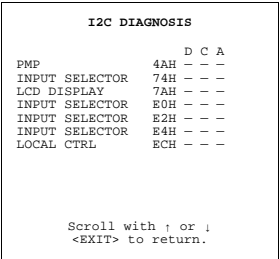 I2C DIAGNOSIS
D C A
PMP 4AH — — —
INPUT SELECTOR 74H — — —
LCD DISPLAY 7AH — — —
INPUT SELECTOR E0H — — —
INPUT SELECTOR E2H — — —
INPUT SELECTOR E4H — — —
LOCAL CTRL ECH — — —
Scroll with ↑ or ↓
<EXIT> to return.